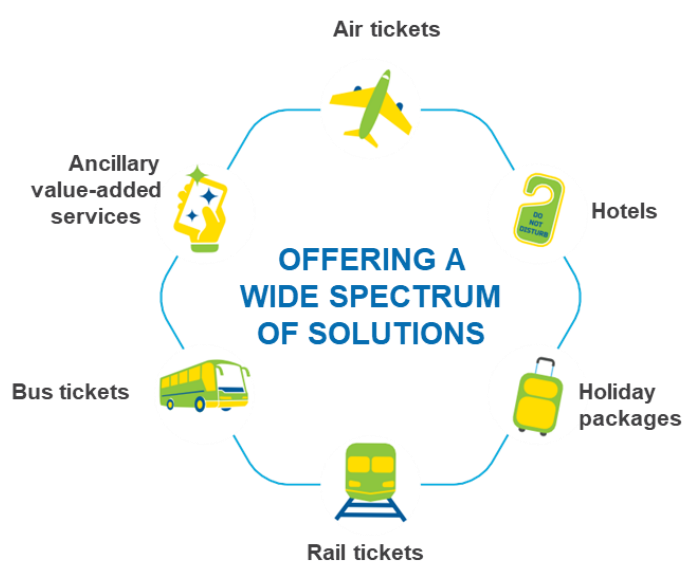 Air tickets
Ancillary
value-added
services
DO
NOT
DISTURB
Hotels
OFFERING A
WIDE SPECTRUM
OF SOLUTIONS
Bus tickets
Holiday
packages
Rail tickets